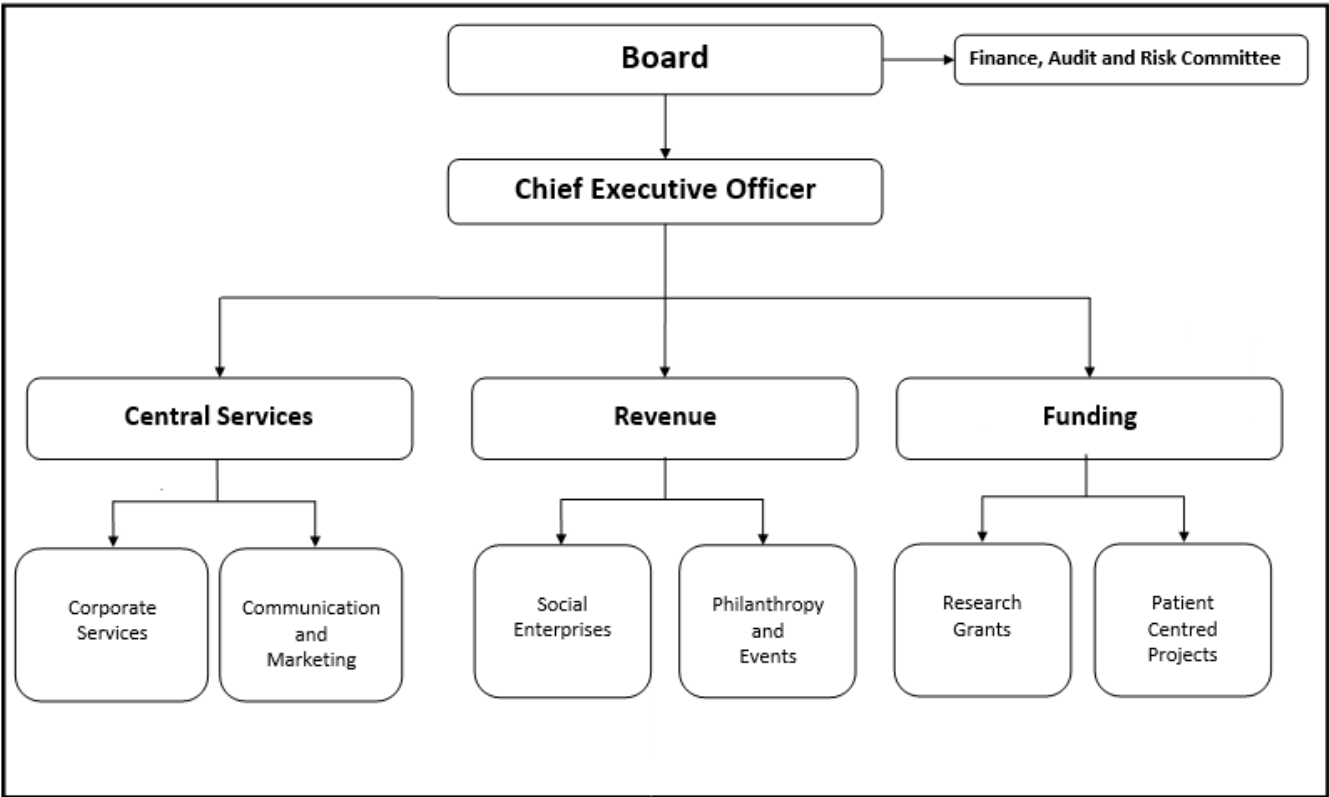 Board
Finance, Audit and Risk Committee
Chief Executive Officer
Central Services
Revenue
Funding
Corporate
Services
Communication
and
Marketing
Social
Enterprises
Philanthropy
and
Events
Research
Grants
Patient
Centred
Projects